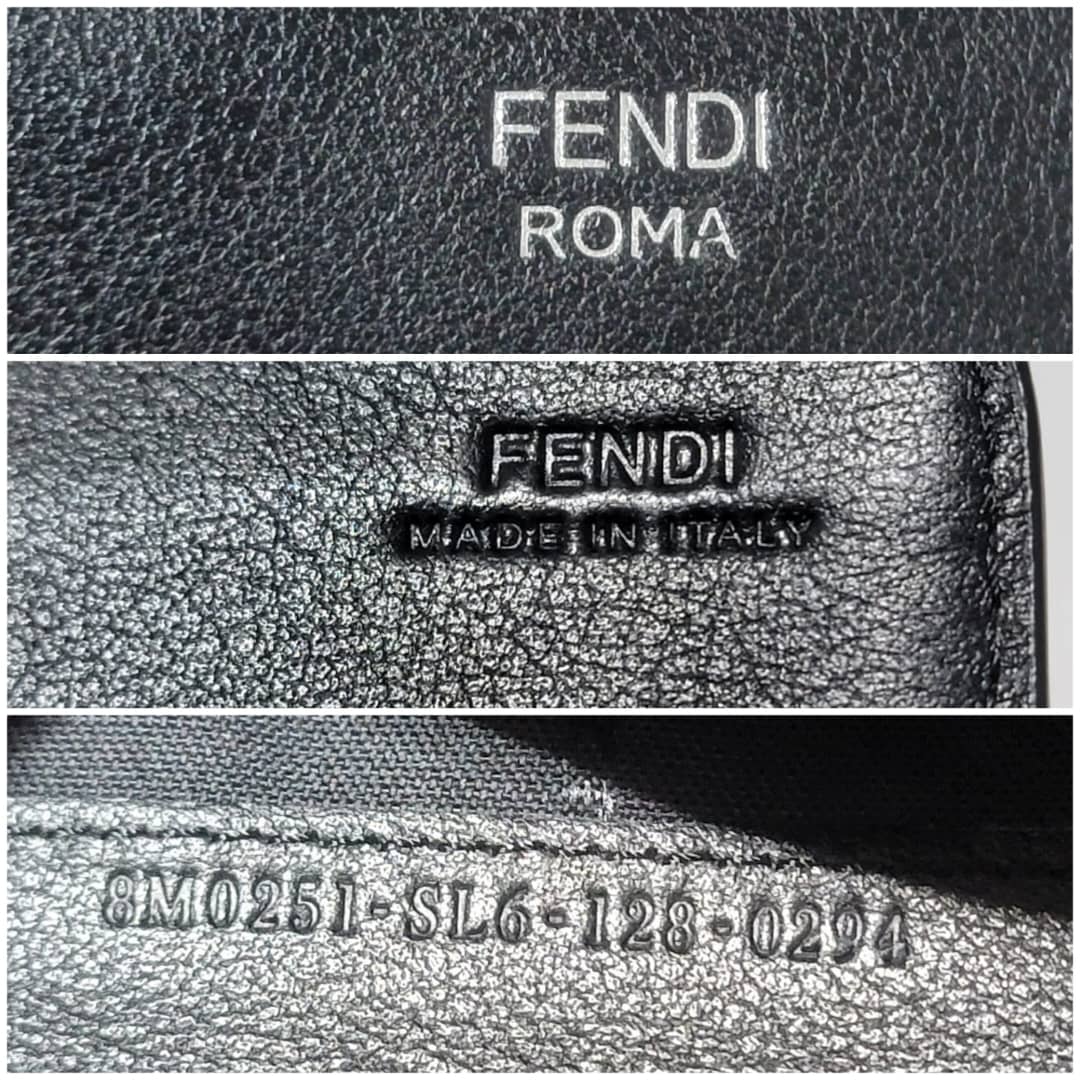 FENDI
ROMA
FENDI
MADE IN ITALY
8M0251-SL6-128-0294